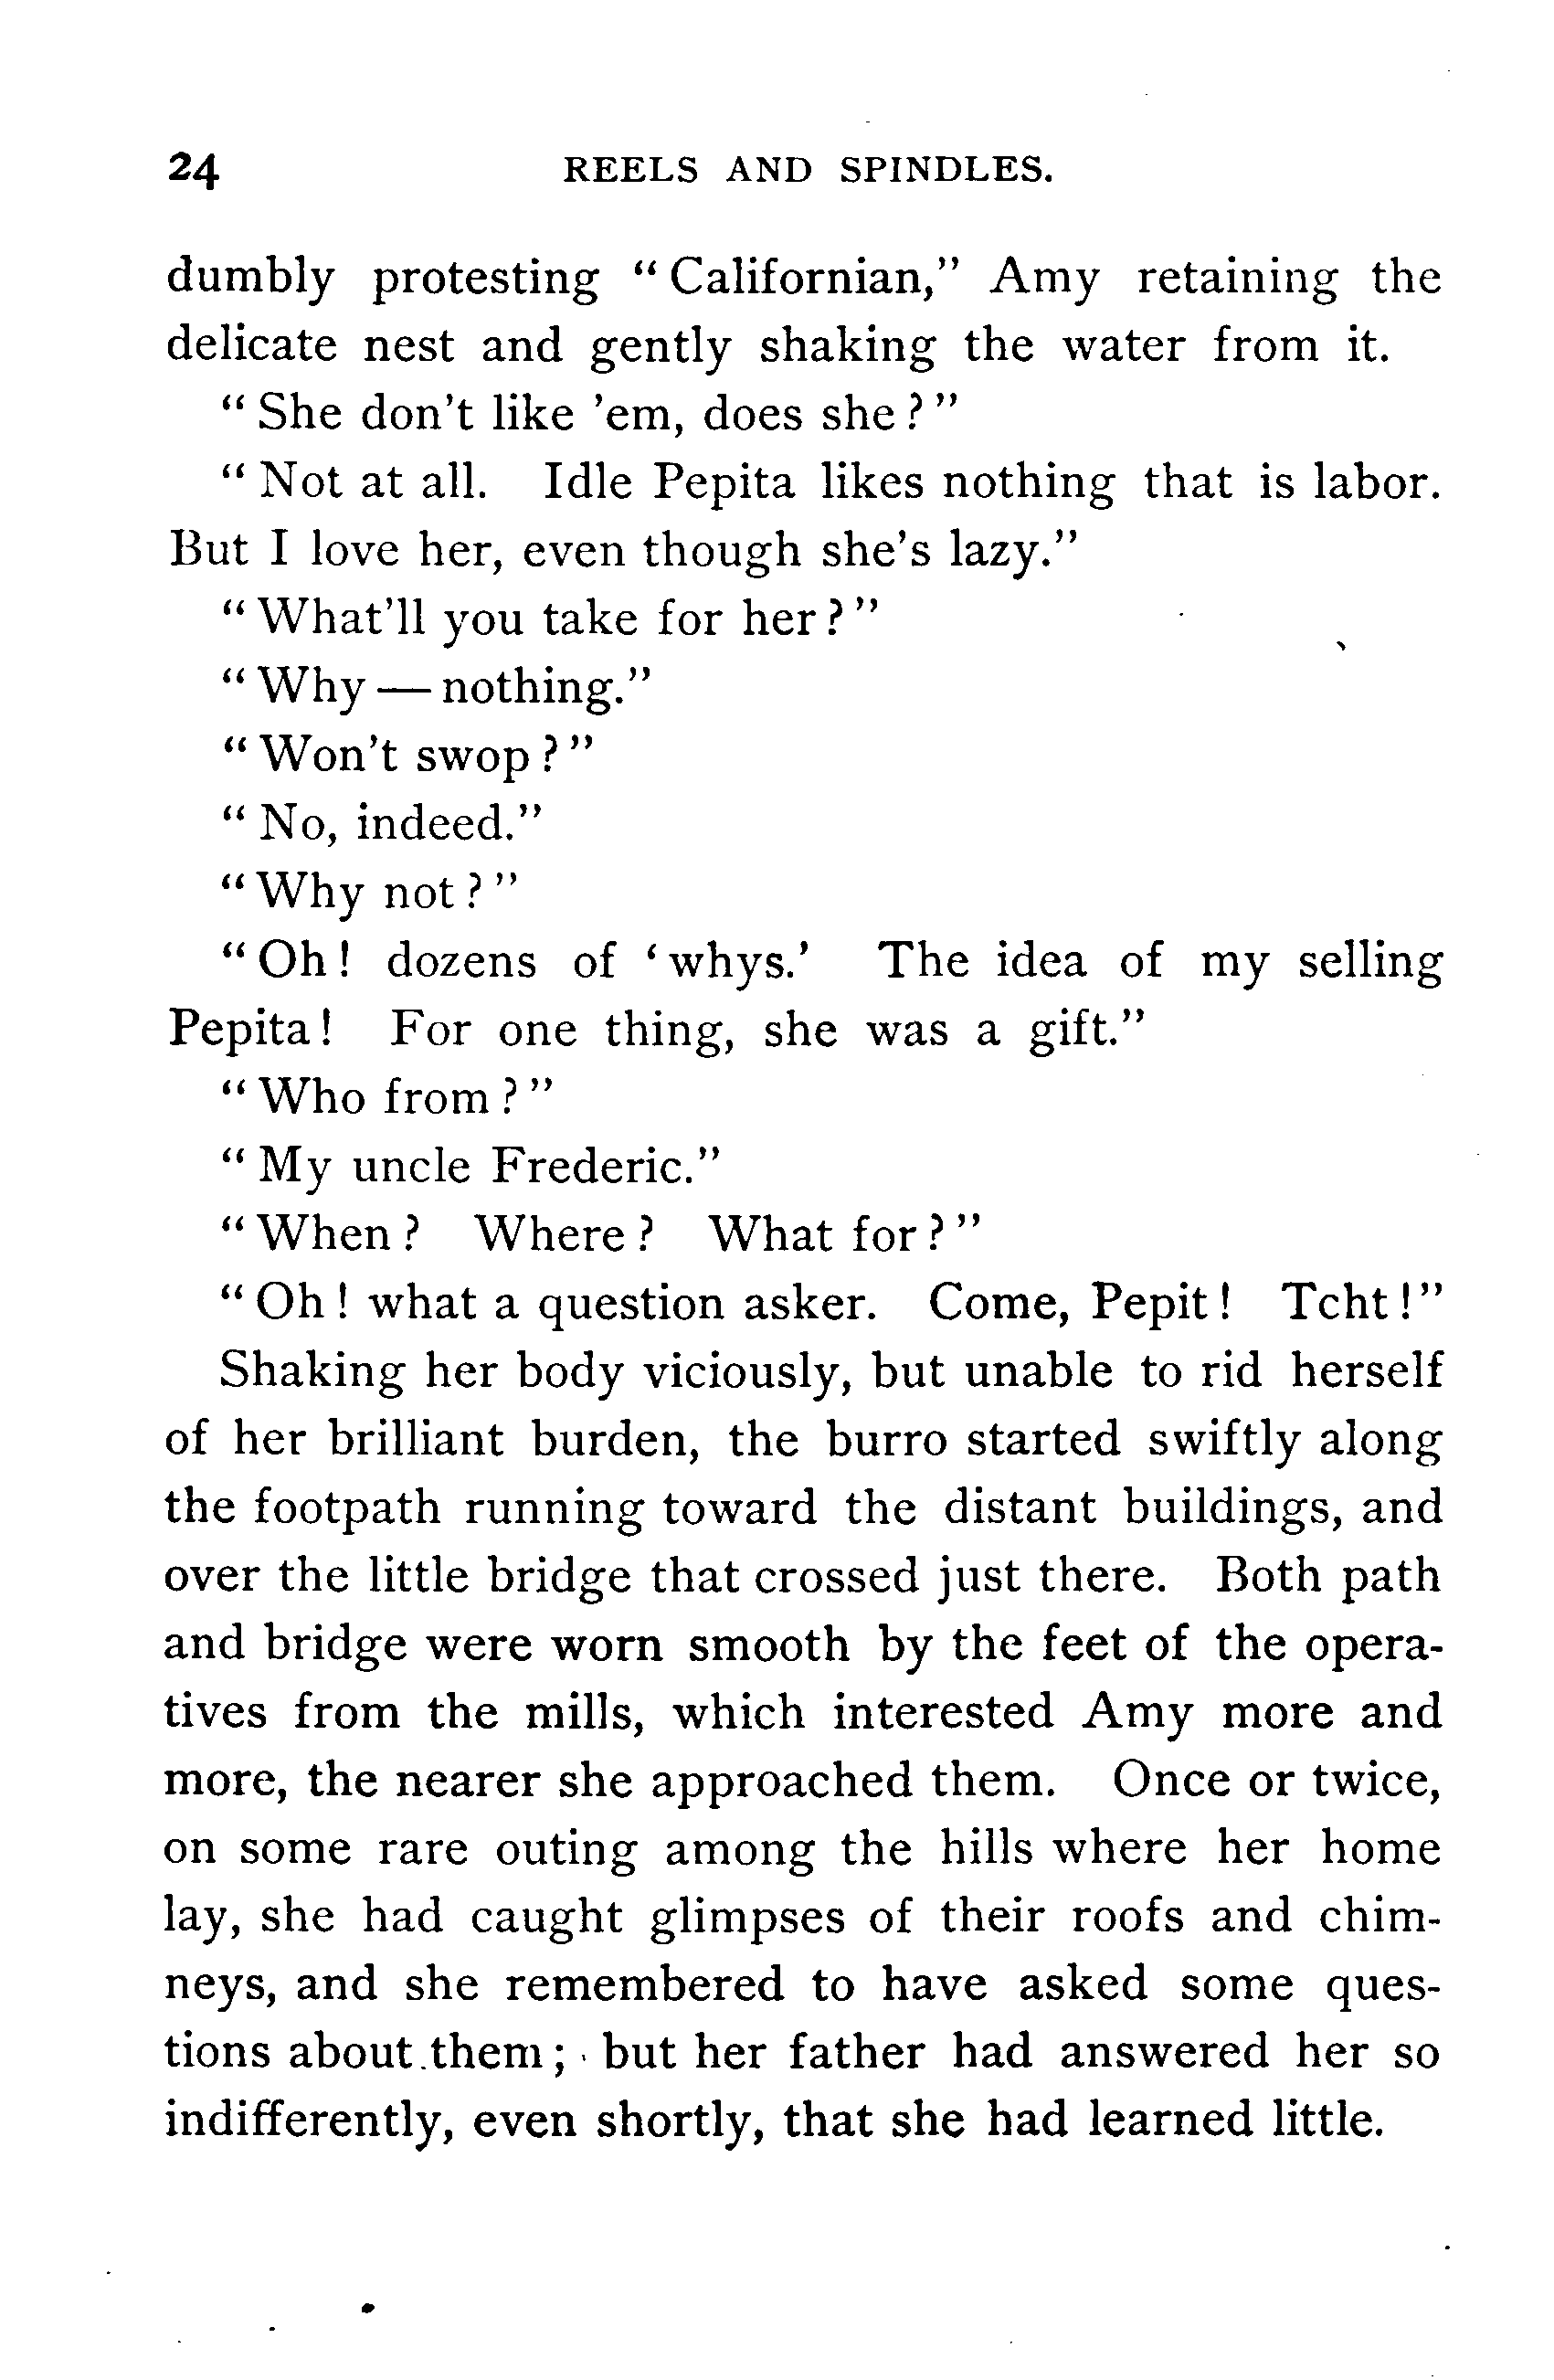 24 REELS AND SPINDLES.
dumbly protesting “Californian,” Amy retaining the
delicate nest and gently shaking the water from it.
“She don't like 'em, does she?”
“Not at all. Idle Pepita likes nothing that is labor.
But I love her, even though she's lazy.”
“What'll you take for her?”
“Why — nothing.”
“Won't swop?”
“No, indeed.”
“Why not?”
“Oh! dozens of ‘whys.’ The idea of my selling
Pepita! For one thing, she was a gift.”
“Who from?”
“My uncle Frederic.”
“When? Where? What for?”
“Oh! what a question asker. Come, Pepit! Tcht!”
Shaking her body viciously, but unable to rid herself
of her brilliant burden, the burro started swiftly along
the footpath running toward the distant buildings, and
over the little bridge that crossed just there. Both path
and bridge were worn smooth by the feet of the opera-
tives from the mills, which interested Amy more and
more, the nearer she approached them. Once or twice,
on some rare outing among the hills where her home
lay, she had caught glimpses of their roofs and chim-
neys, and she remembered to have asked some ques-
tions about them; but her father had answered her so
indifferently, even shortly, that she had learned little.